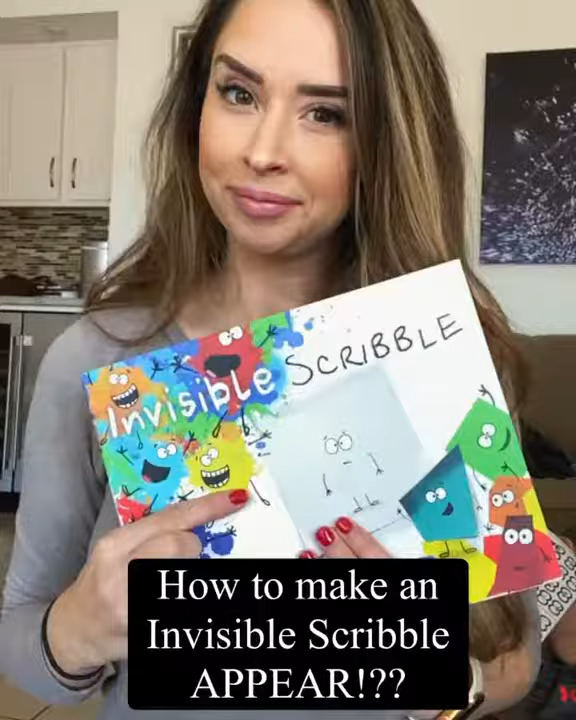 Invisible SCRIBBLE
How to make an
Invisible Scribble
APPEAR!??